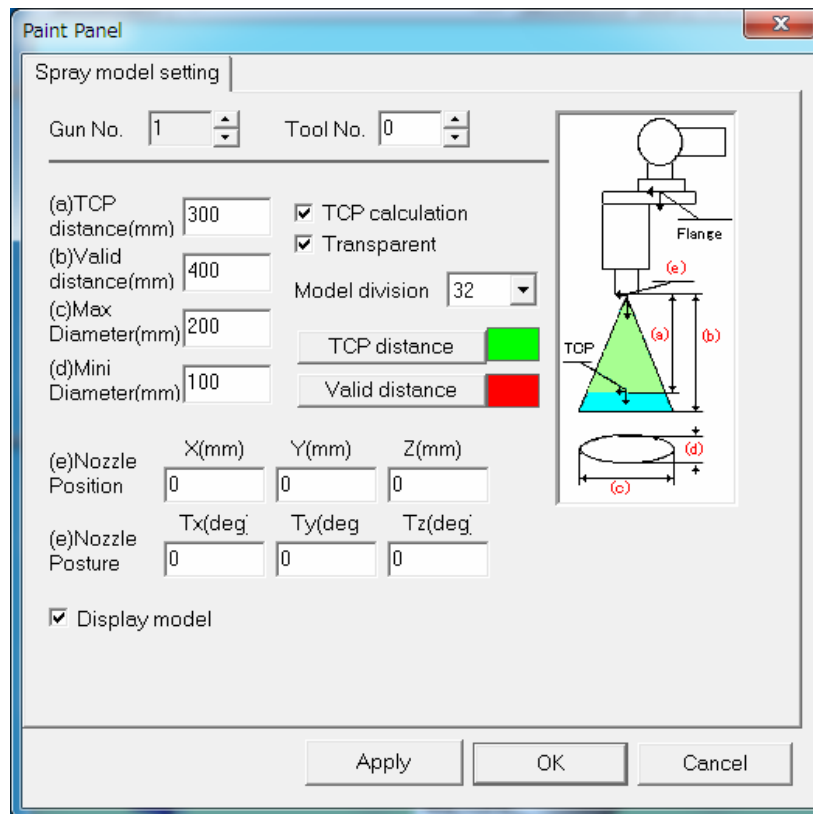 Paint Panel
Spray model setting
Gun No. 1 Tool No. 0
(a)TCP
distance(mm) 300
(b)Valid
distance(mm) 400
(c)Max
Diameter(mm) 200
(d)Mini
Diameter(mm) 100
TCP calculation
Transparent
Model division 32
TCP distance
Valid distance
Flange
(e)
(a)
(b)
TCP
(d)
(c)
X(mm) Y(mm) Z(mm)
(e)Nozzle
Position 0 0 0
Tx(deg) Ty(deg Tz(deg)
(e)Nozzle
Posture 0 0 0
Display model
Apply OK Cancel